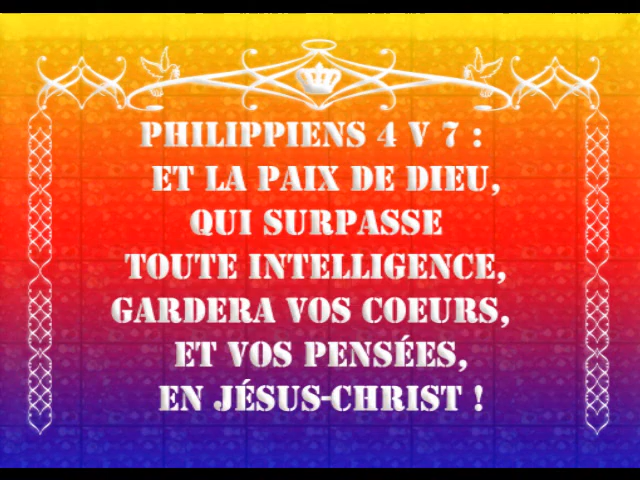 PHILIPPIENS 4 V 7 :
ET LA PAIX DE DIEU,
QUI SURPASSE
TOUTE INTELLIGENCE,
GARDERA VOS COEURS,
ET VOS PENSÉES,
EN JÉSUS-CHRIST !